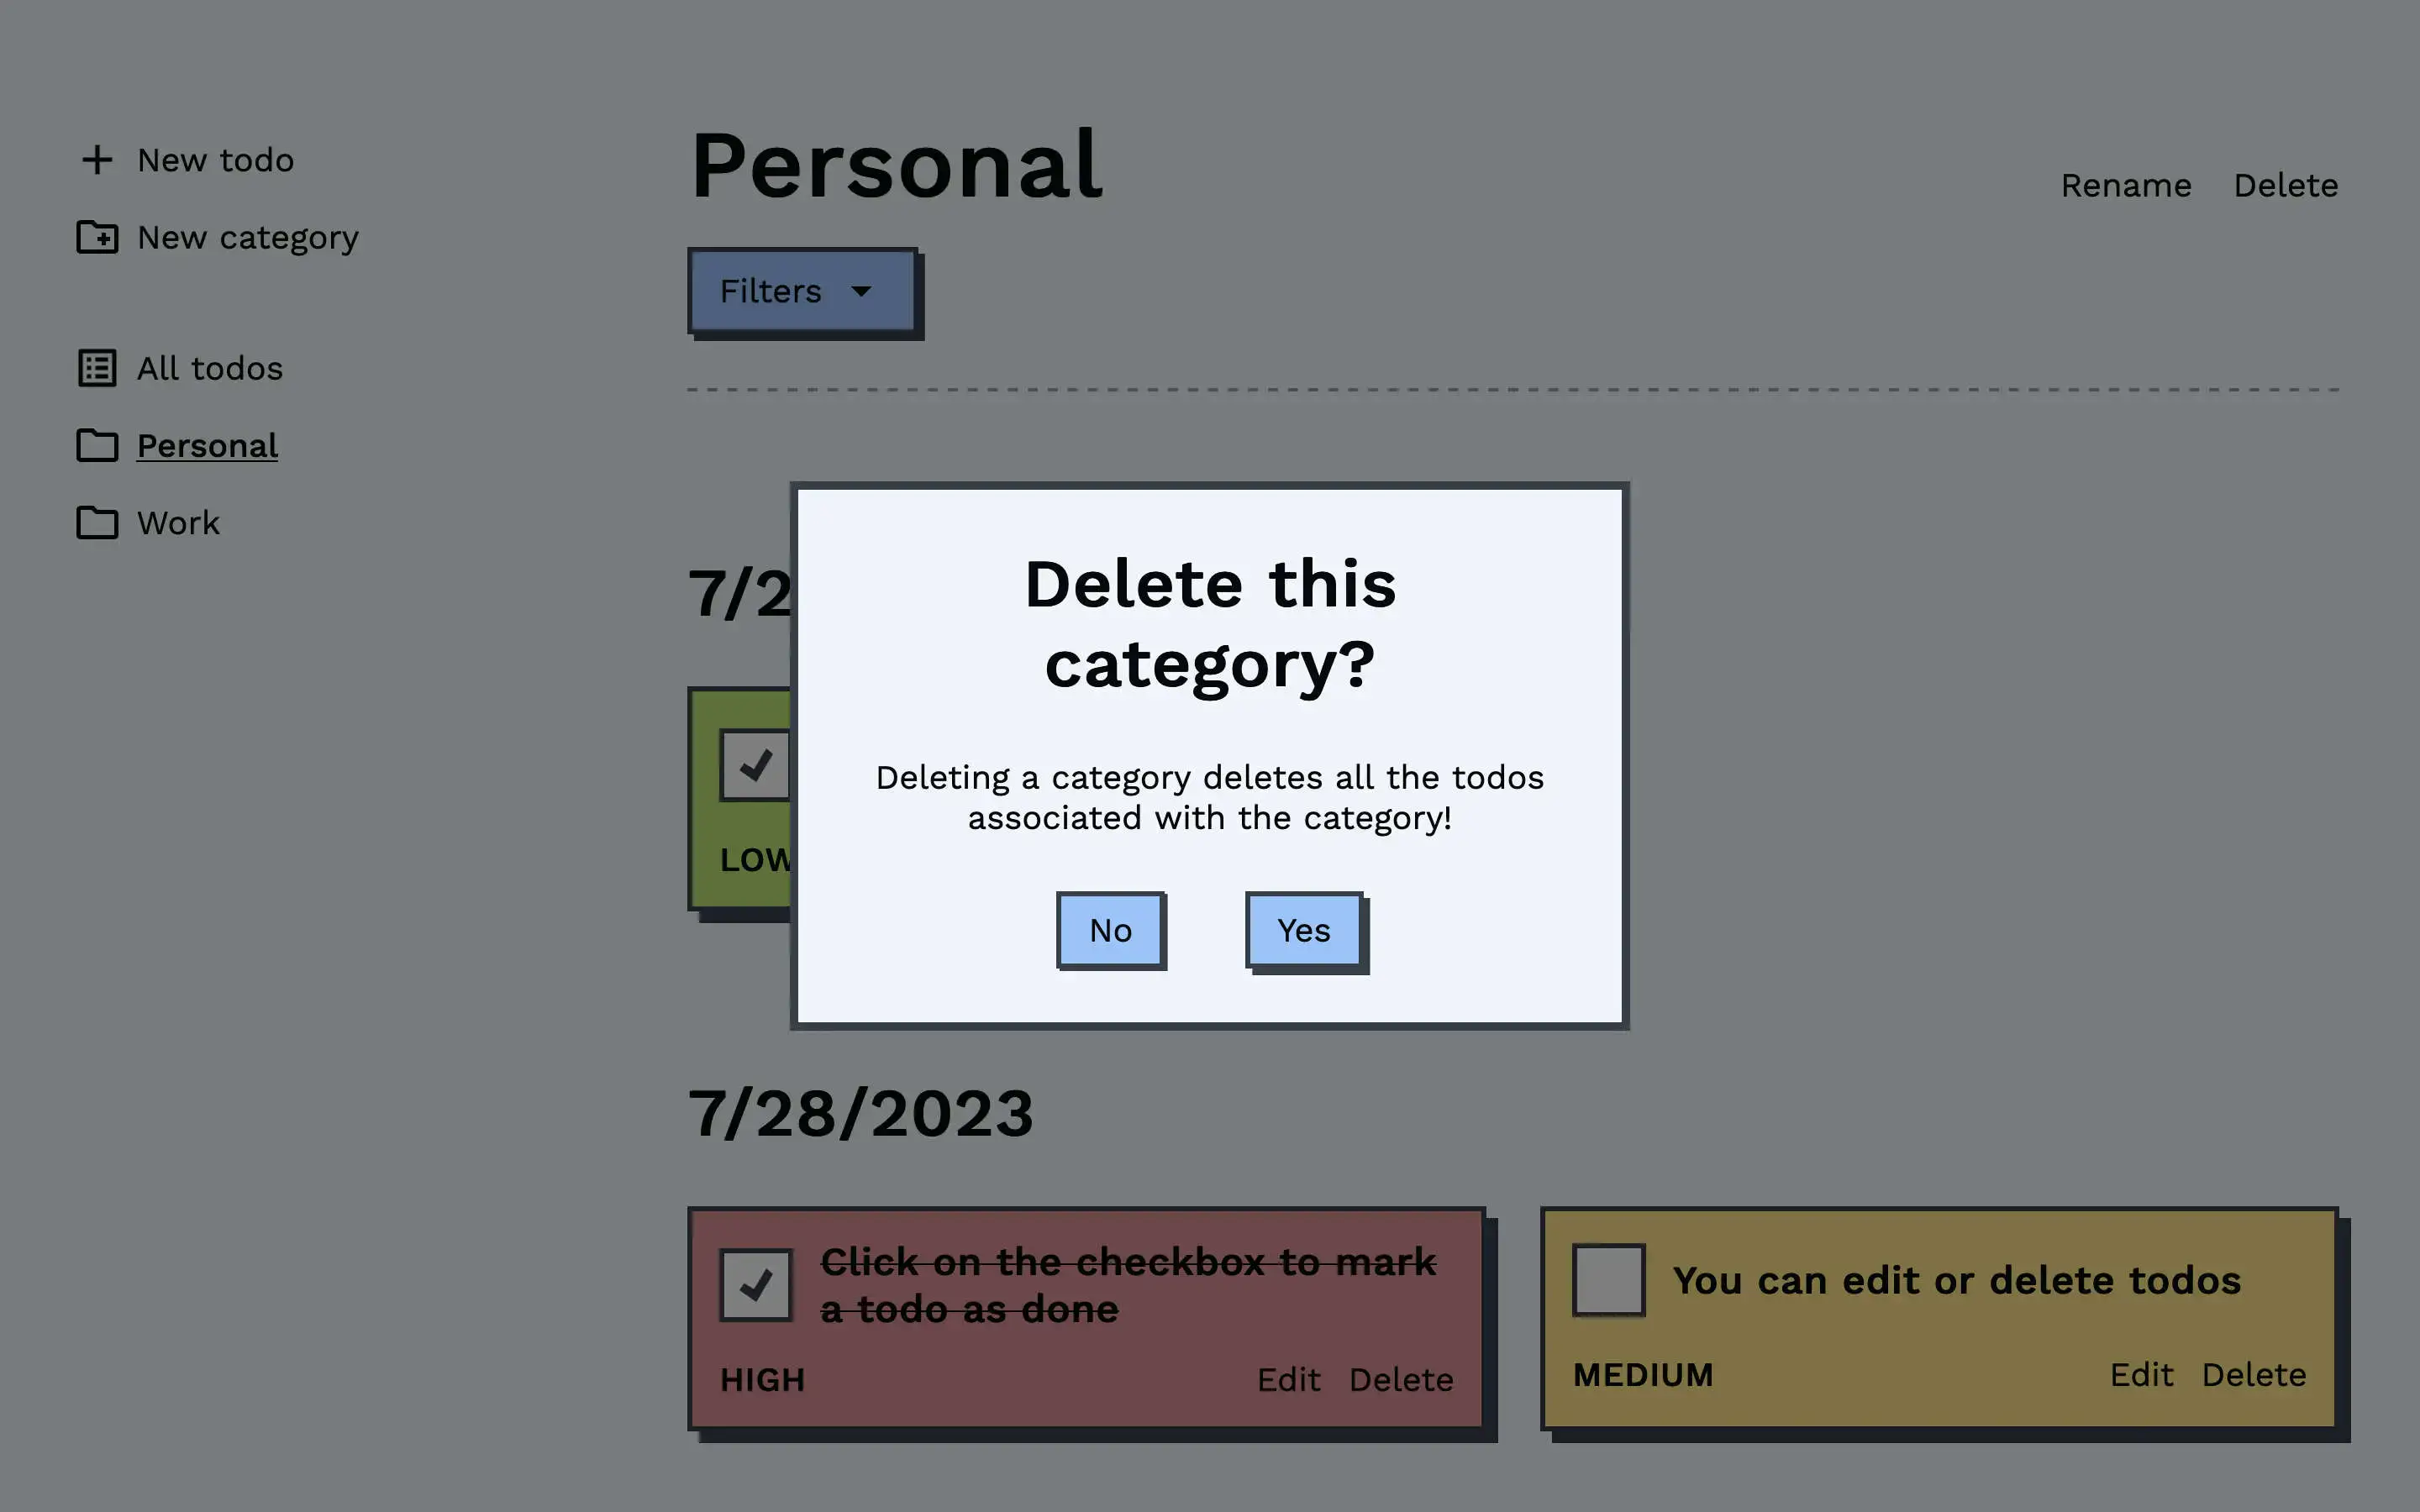 New todo
New category
All todos
Personal
Work
Personal
Rename Delete
Filters
7/2
LOW
Delete this
category?
Deleting a category deletes all the todos
associated with the category!
No Yes
7/28/2023
Click on the checkbox to mark
a todo as done
HIGH Edit Delete
You can edit or delete todos
MEDIUM Edit Delete